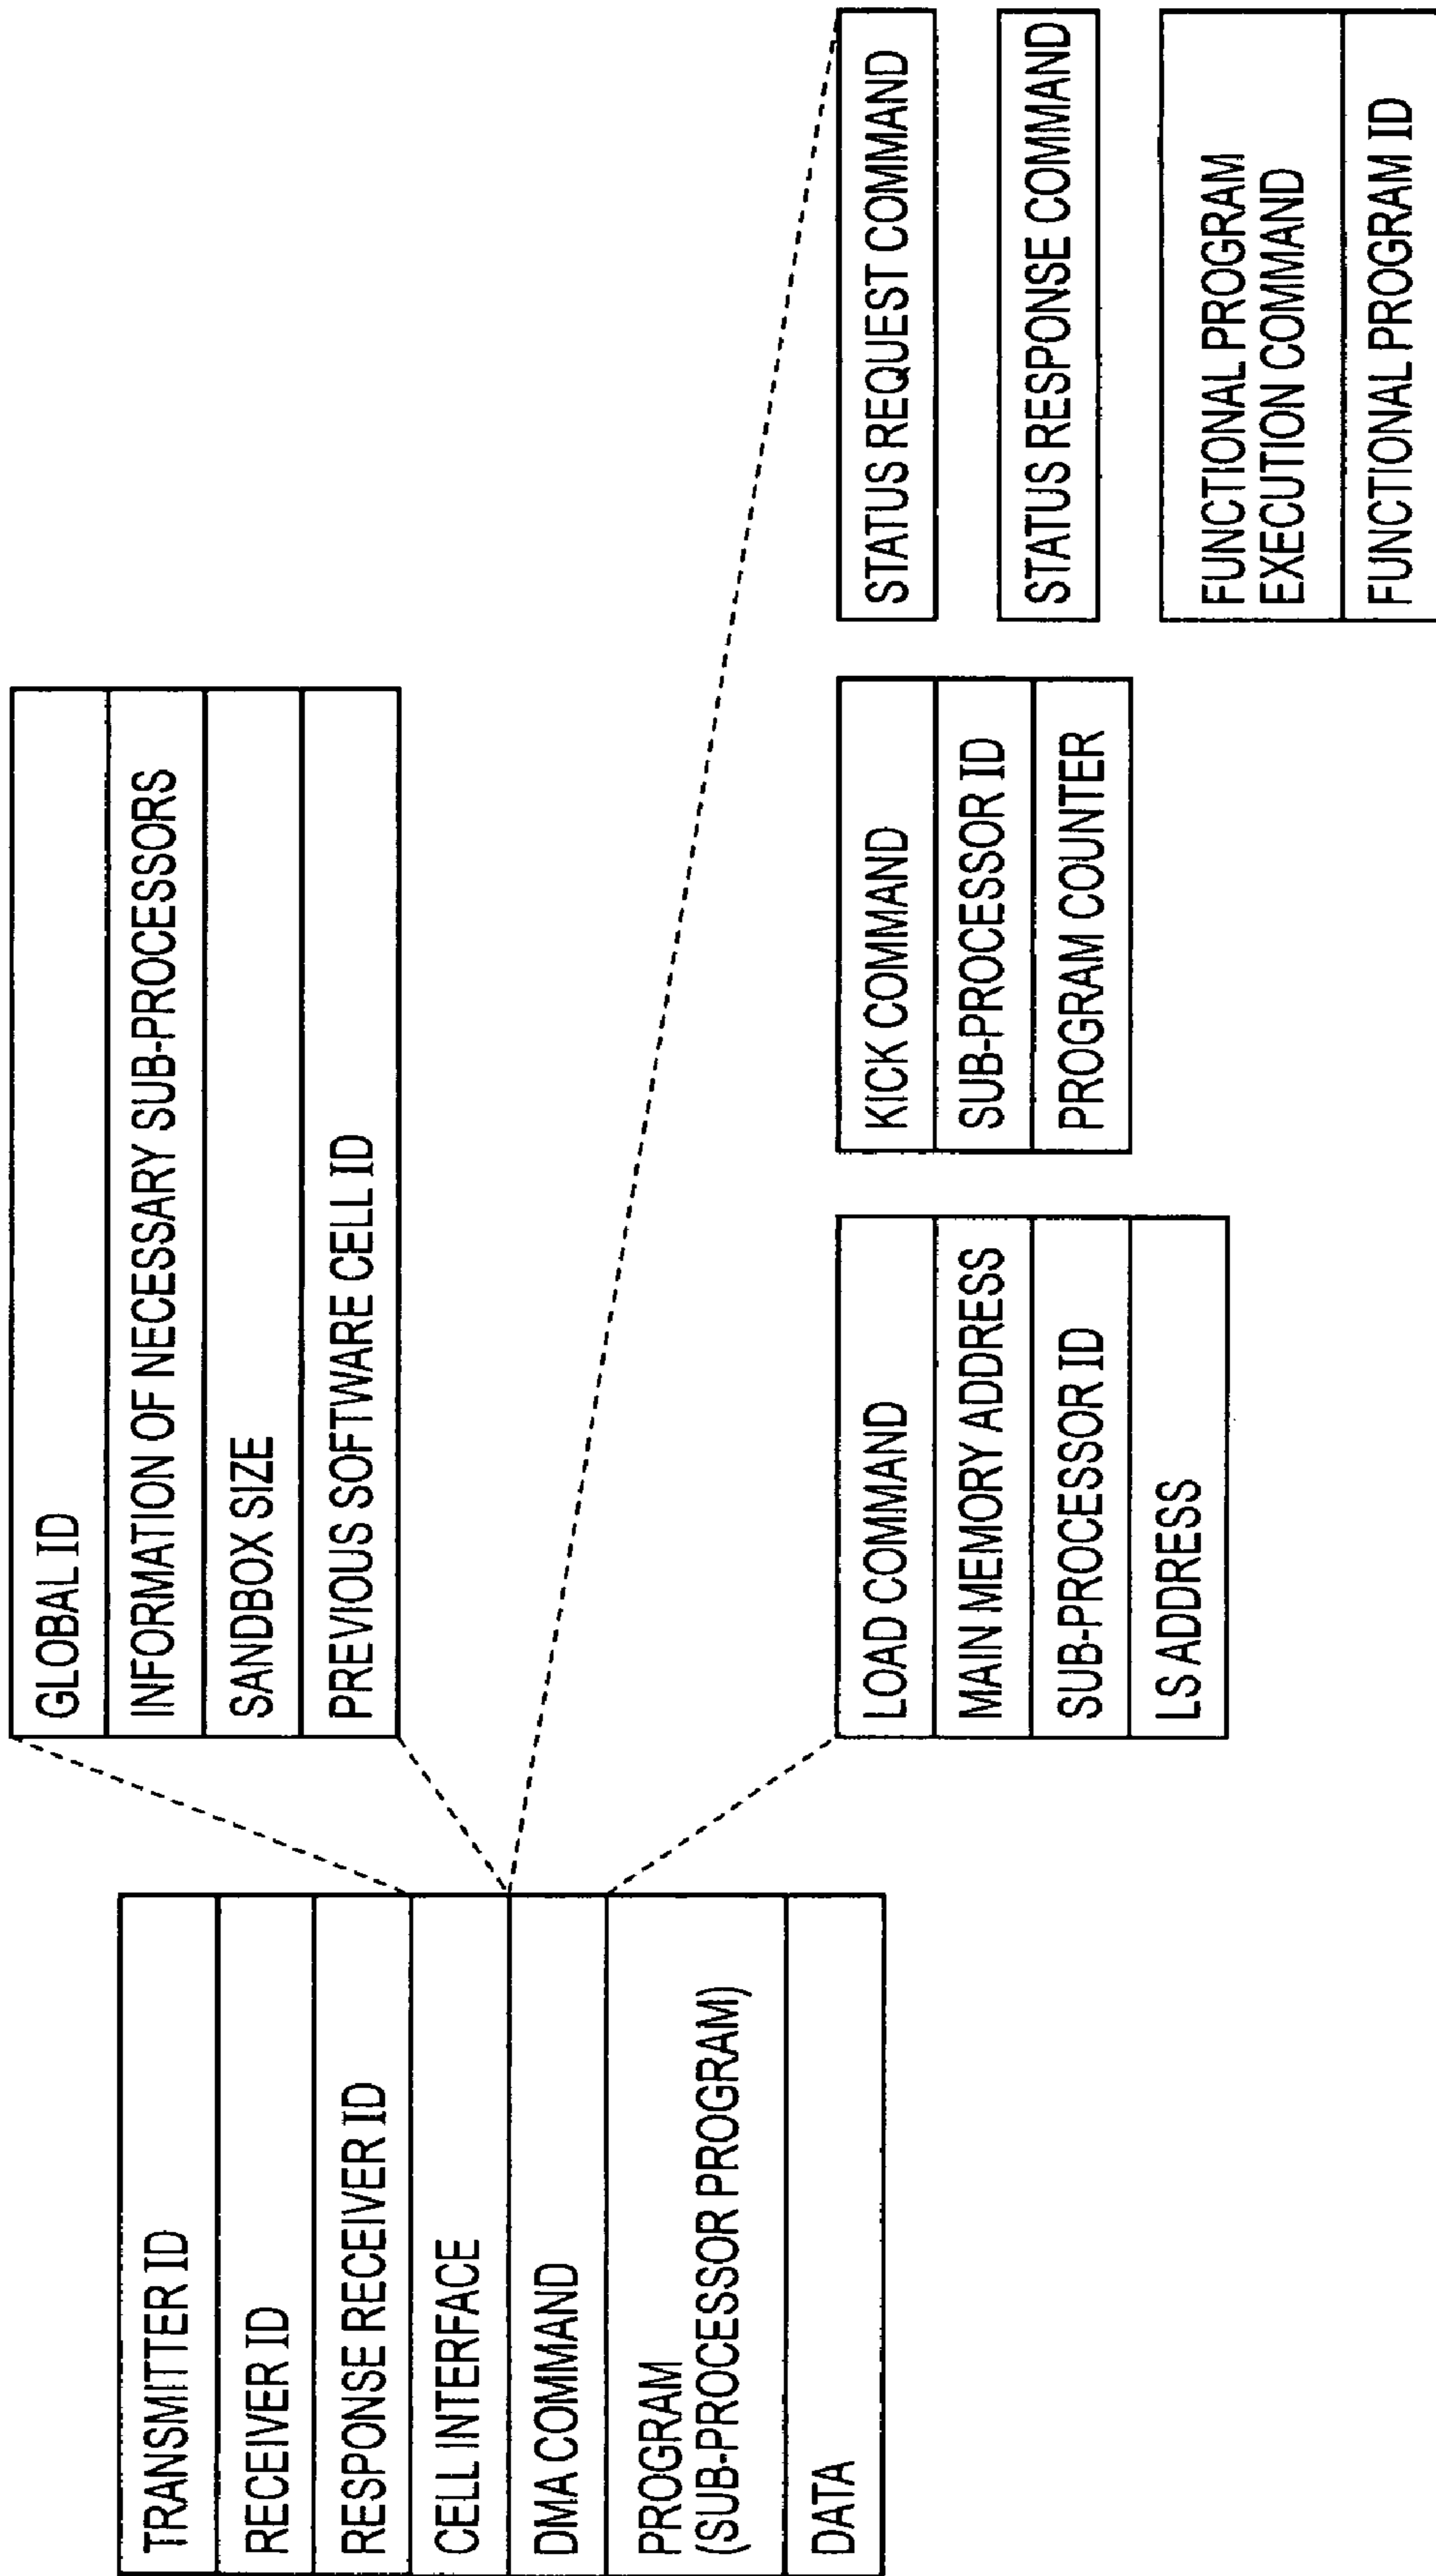 TRANSMITTER ID
RECEIVER ID
RESPONSE RECEIVER ID
CELL INTERFACE
DMA COMMAND
PROGRAM
(SUB-PROCESSOR PROGRAM)
DATA
GLOBAL ID
INFORMATION OF NECESSARY SUB-PROCESSORS
SANDBOX SIZE
PREVIOUS SOFTWARE CELL ID
LOAD COMMAND
MAIN MEMORY ADDRESS
SUB-PROCESSOR ID
LS ADDRESS
KICK COMMAND
SUB-PROCESSOR ID
PROGRAM COUNTER
STATUS REQUEST COMMAND
STATUS RESPONSE COMMAND
FUNCTIONAL PROGRAM
EXECUTION COMMAND
FUNCTIONAL PROGRAM ID